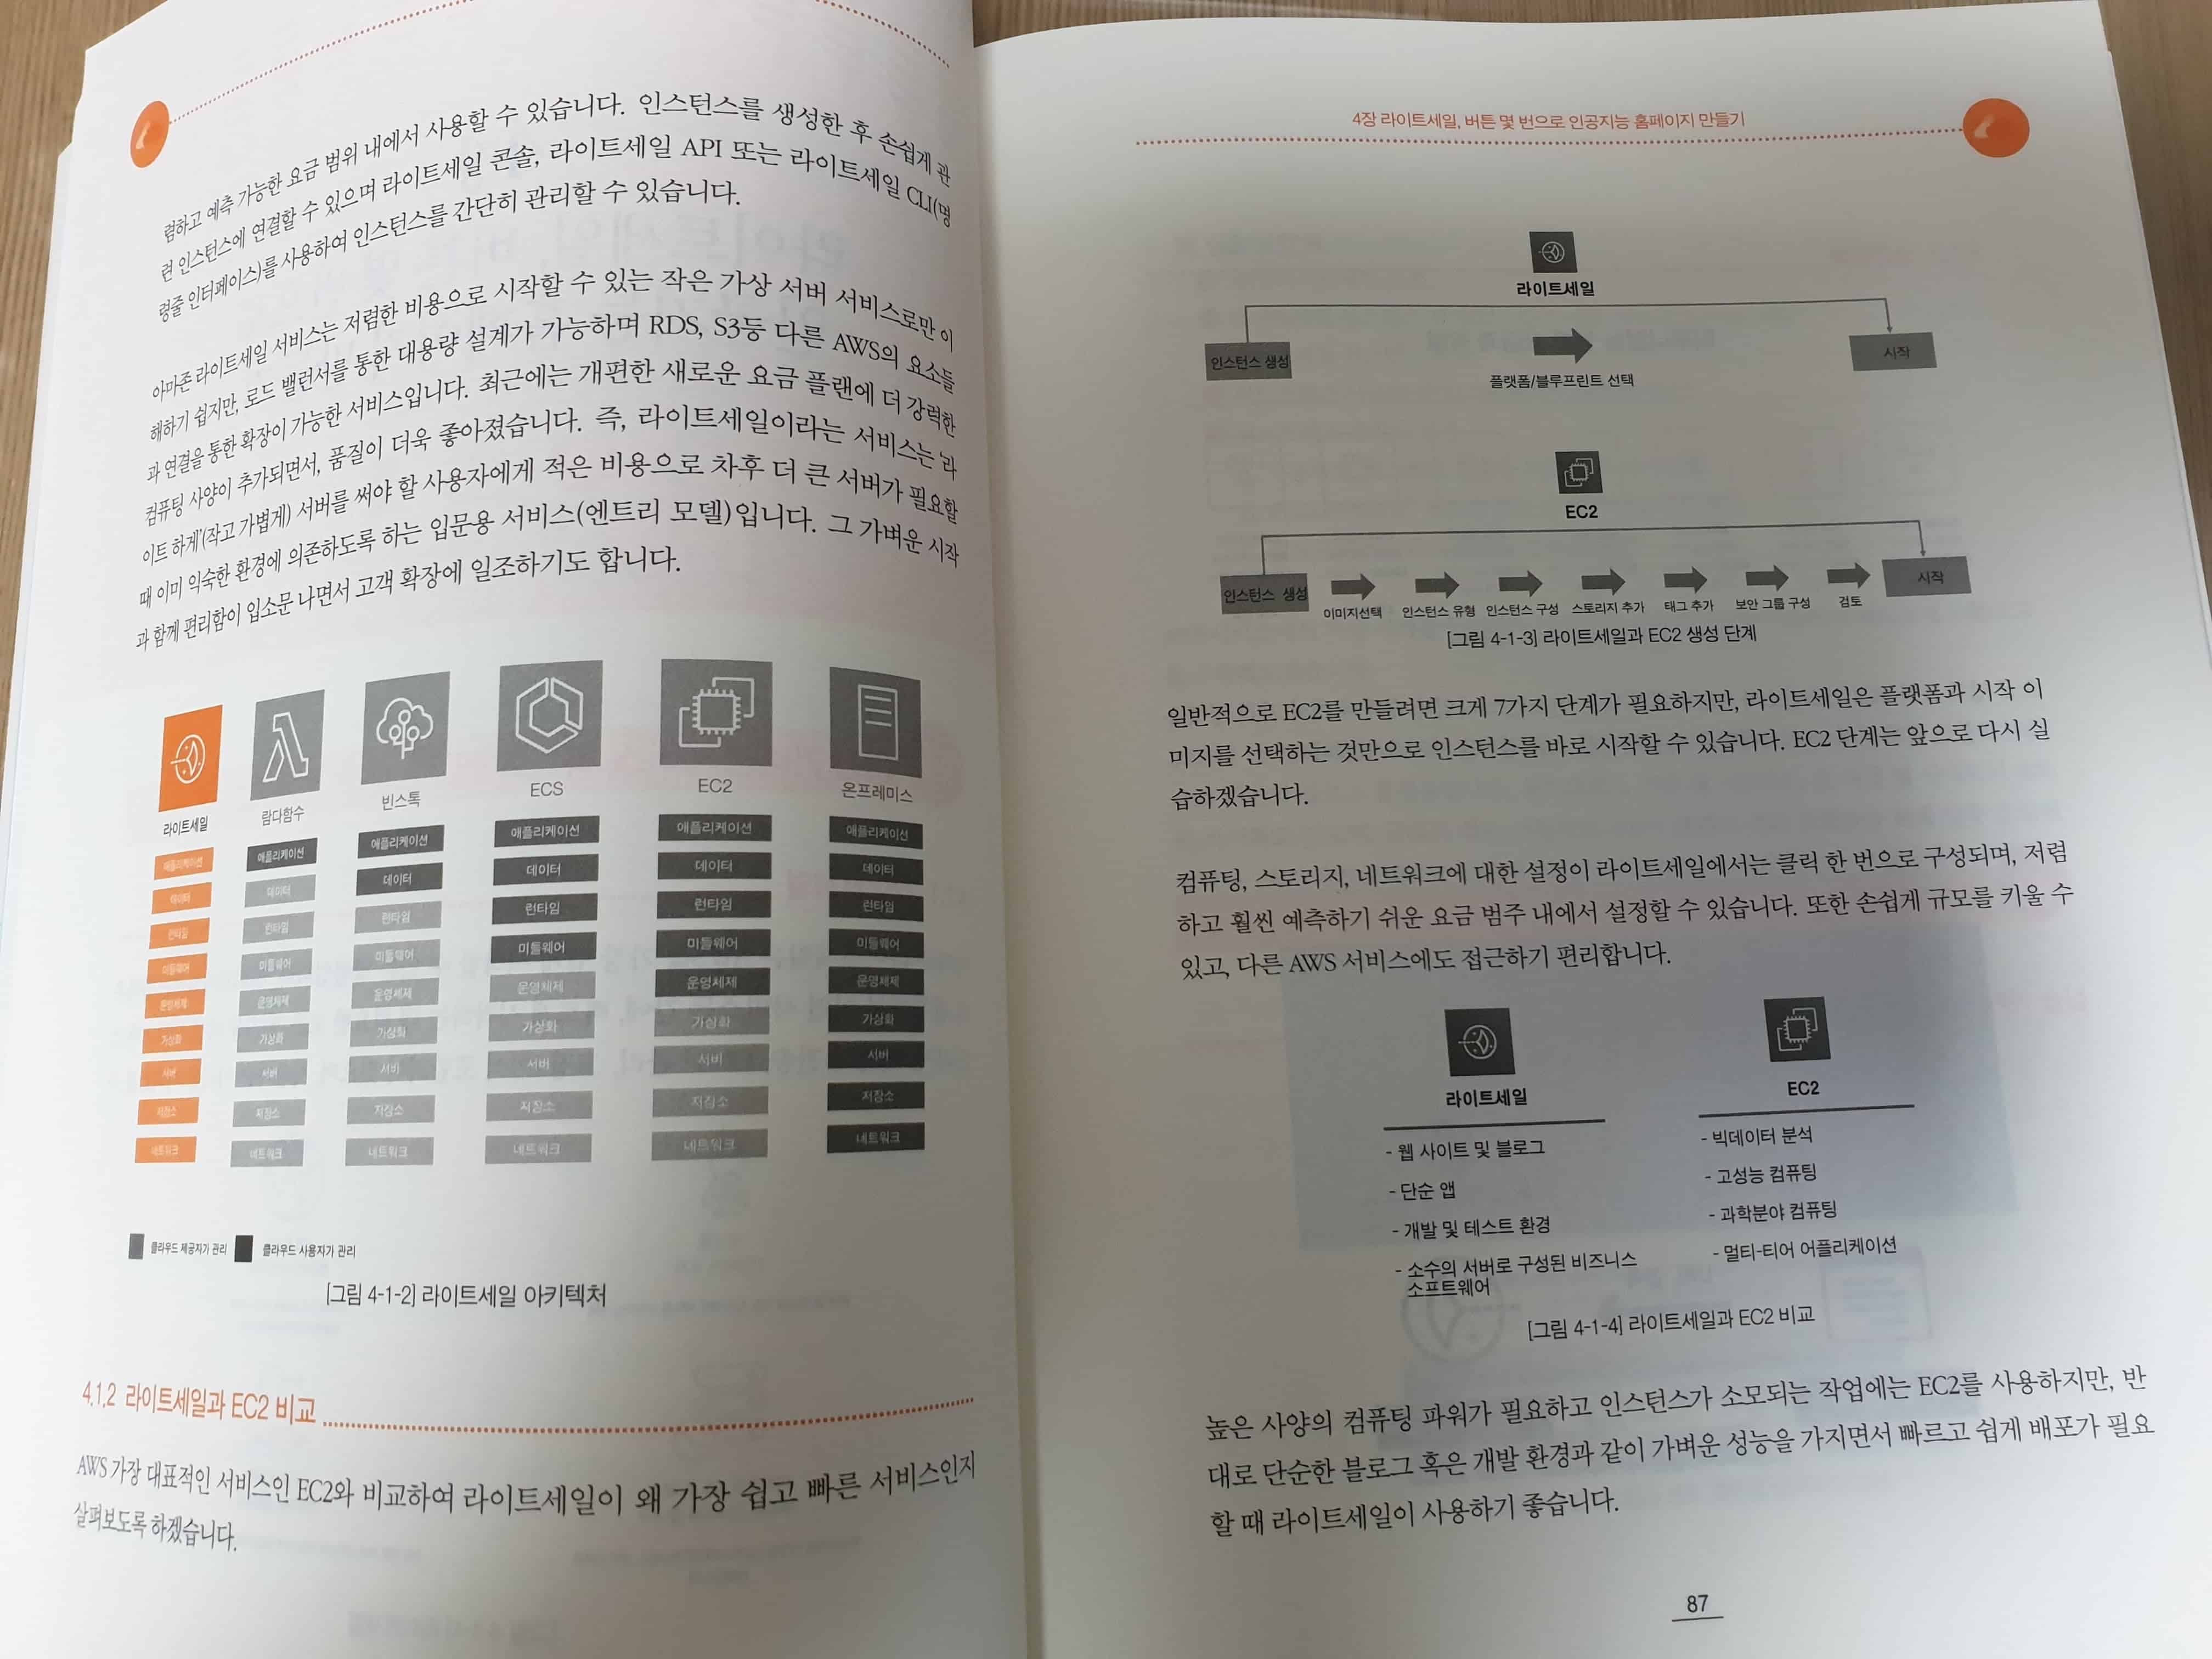 렴하고 예측 가능한 요금 범위 내에서 사용할 수 있습니다. 인스턴스를 생성한 후 손쉽게 관
련 인스턴스에 연결할 수 있으며 라이트세일 콘솔, 라이트세일 API 또는 라이트세일 CLI(명
령줄 인터페이스)를 사용하여 인스턴스를 간단히 관리할 수 있습니다.
아마존 라이트세일 서비스는 저렴한 비용으로 시작할 수 있는 작은 가상 서버 서비스로만 이
해하기 쉽지만, 로드 밸런서를 통한 대용량 설계가 가능하며 RDS, S3등 다른 AWS의 요소들
과 연결을 통한 확장이 가능한 서비스입니다. 최근에는 개편한 새로운 요금 플랜에 더 강력한
컴퓨팅 사양이 추가되면서, 품질이 더욱 좋아졌습니다. 즉, 라이트세일이라는 서비스는 '라
이트 하게'(작고 가볍게) 서버를 써야 할 사용자에게 적은 비용으로 차후 더 큰 서버가 필요할
때 이미 익숙한 환경에 의존하도록 하는 입문용 서비스(엔트리 모델)입니다. 그 가벼운 시작
과 함께 편리함이 입소문 나면서 고객 확장에 일조하기도 합니다.
라이트세일 람다함수 빈스톡 ECS EC2 온프레미스
애플리케이션 애플리케이션 애플리케이션 애플리케이션 애플리케이션 애플리케이션
데이터 데이터 데이터 데이터 데이터 데이터
런타임 런타임 런타임 런타임 런타임 런타임
미들웨어 미들웨어 미들웨어 미들웨어 미들웨어 미들웨어
운영체제 운영체제 운영체제 운영체제 운영체제 운영체제
가상화 가상화 가상화 가상화 가상화 가상화
서버 서버 서버 서버 서버 서버
저장소 저장소 저장소 저장소 저장소 저장소
네트워크 네트워크 네트워크 네트워크 네트워크 네트워크
클라우드 제공자가 관리 클라우드 사용자가 관리
[그림 4-1-2] 라이트세일 아키텍처
4.1.2 라이트세일과 EC2 비교
AWS 가장 대표적인 서비스인 EC2와 비교하여 라이트세일이 왜 가장 쉽고 빠른 서비스인지
살펴보도록 하겠습니다.
4장 라이트세일, 버튼 몇 번으로 인공지능 홈페이지 만들기
라이트세일
인스턴스 생성 시작
플랫폼/블루프린트 선택
EC2
인스턴스 생성 시작
이미지선택 인스턴스 유형 인스턴스 구성 스토리지 추가 태그 추가 보안 그룹 구성 검토
[그림 4-1-3] 라이트세일과 EC2 생성 단계
일반적으로 EC2를 만들려면 크게 7가지 단계가 필요하지만, 라이트세일은 플랫폼과 시작 이
미지를 선택하는 것만으로 인스턴스를 바로 시작할 수 있습니다. EC2 단계는 앞으로 다시 실
습하겠습니다.
컴퓨팅, 스토리지, 네트워크에 대한 설정이 라이트세일에서는 클릭 한 번으로 구성되며, 저렴
하고 훨씬 예측하기 쉬운 요금 범주 내에서 설정할 수 있습니다. 또한 손쉽게 규모를 키울 수
있고, 다른 AWS 서비스에도 접근하기 편리합니다.
라이트세일
- 웹 사이트 및 블로그
- 단순 앱
- 개발 및 테스트 환경
- 소수의 서버로 구성된 비즈니스
소프트웨어
EC2
- 빅데이터 분석
- 고성능 컴퓨팅
- 과학분야 컴퓨팅
- 멀티-티어 어플리케이션
[그림 4-1-4] 라이트세일과 EC2 비교
높은 사양의 컴퓨팅 파워가 필요하고 인스턴스가 소모되는 작업에는 EC2를 사용하지만, 반
대로 단순한 블로그 혹은 개발 환경과 같이 가벼운 성능을 가지면서 빠르고 쉽게 배포가 필요
할 때 라이트세일이 사용하기 좋습니다.
87